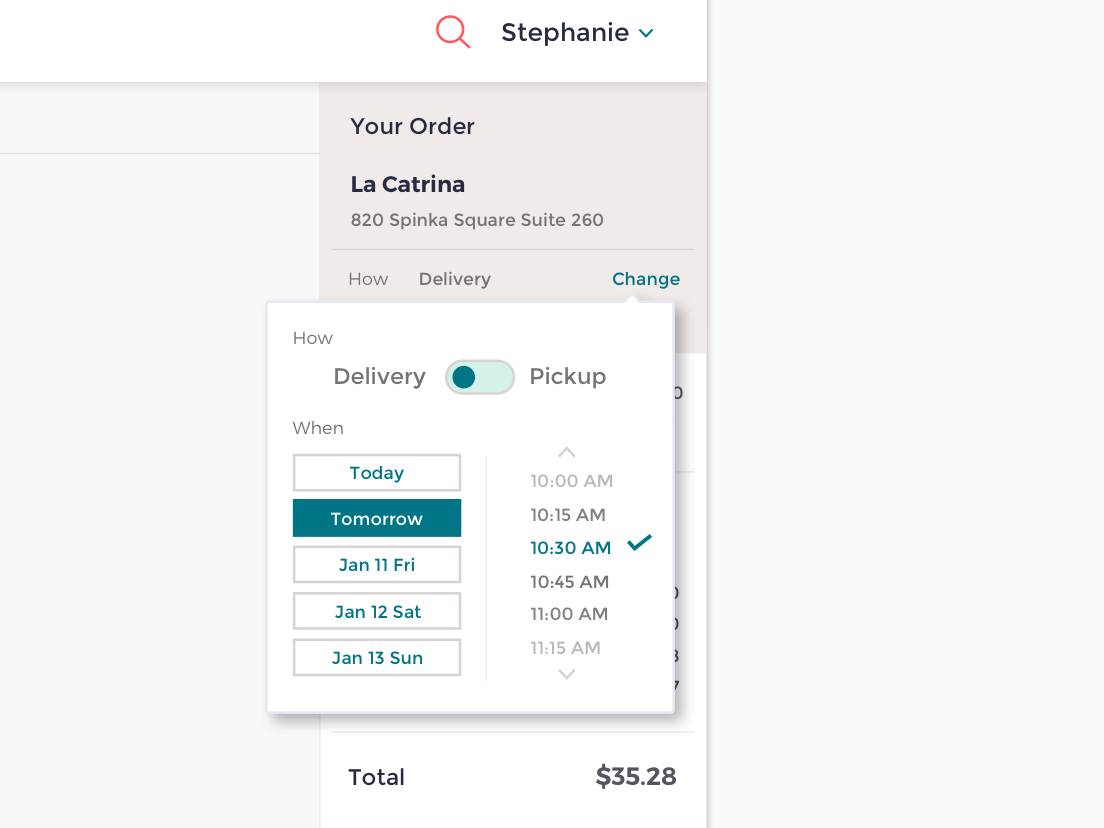 Stephanie
Your Order
La Catrina
820 Spinka Square Suite 260
How Delivery Change
How
Delivery Pickup
When
Today
Tomorrow
Jan 11 Fri
Jan 12 Sat
Jan 13 Sun
10:00 AM
10:15 AM
10:30 AM
10:45 AM
11:00 AM
11:15 AM
Total $35.28